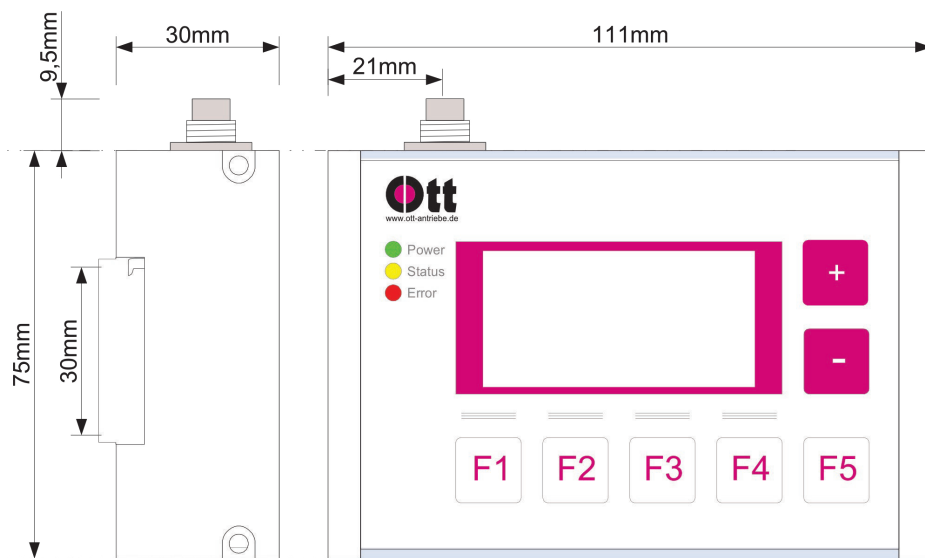 30mm
111mm
9,5mm
21mm
Ott
www.ott-antriebe.de
Power
Status
Error
+
-
75mm
30mm
F1 F2 F3 F4 F5